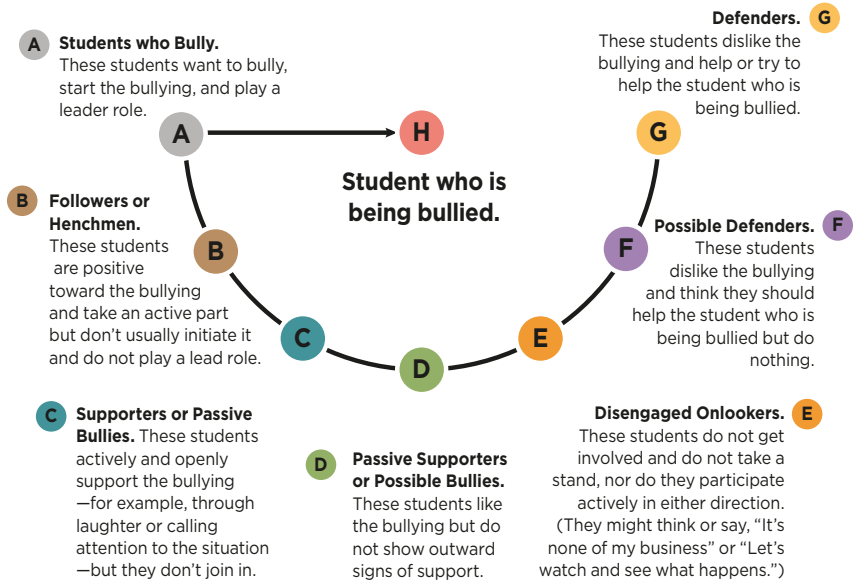 A Students who Bully.
These students want to bully,
start the bullying, and play a
leader role.
Defenders. G
These students dislike the
bullying and help or try to
help the student who is
being bullied.
A
H
G
Student who is
being bullied.
B Followers or
Henchmen.
These students
are positive
toward the bullying
and take an active part
but don’t usually initiate it
and do not play a lead role.
B
F
Possible Defenders. F
These students
dislike the bullying
and think they should
help the student who is
being bullied but do
nothing.
C
E
D
C Supporters or Passive
Bullies. These students
actively and openly
support the bullying
—for example, through
laughter or calling
attention to the situation
—but they don’t join in.
D Passive Supporters
or Possible Bullies.
These students like
the bullying but do
not show outward
signs of support.
Disengaged Onlookers. E
These students do not get
involved and do not take a
stand, nor do they participate
actively in either direction.
(They might think or say, “It’s
none of my business” or “Let’s
watch and see what happens.”)